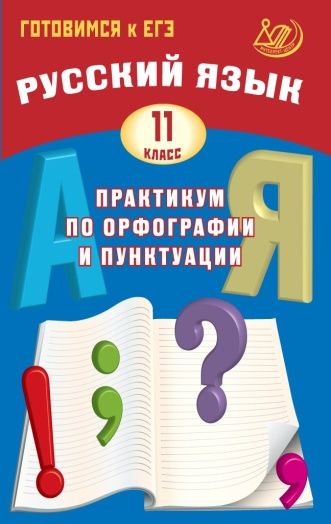 ГОТОВИМСЯ К ЕГЭ
РУССКИЙ ЯЗЫК
11
КЛАСС
А Я
ПРАКТИКУМ
ПО ОРФОГРАФИИ
И ПУНКТУАЦИИ
! ; ? ,